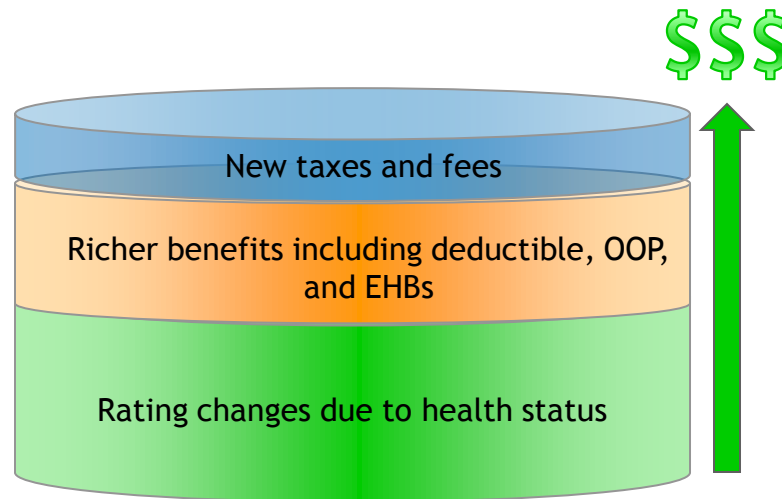 $$$
New taxes and fees
Richer benefits including deductible, OOP,
and EHBs
Rating changes due to health status